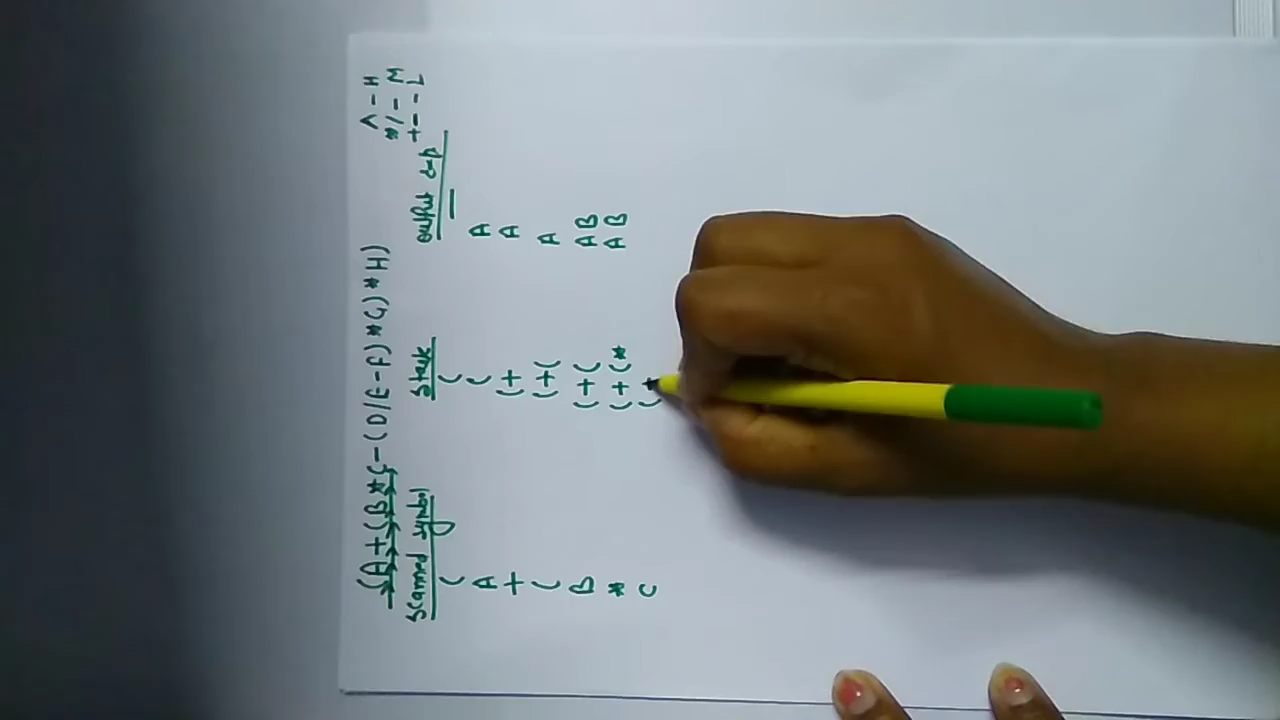 ^ - H
*/ - M
+- - L
(A+(B*C-(D/E-F)*G)*H)
Scanned symbol Stack output exp
( ( —
A ( A
+ (+ A
( (+( A
B (+( AB
* (+(* AB
C (+